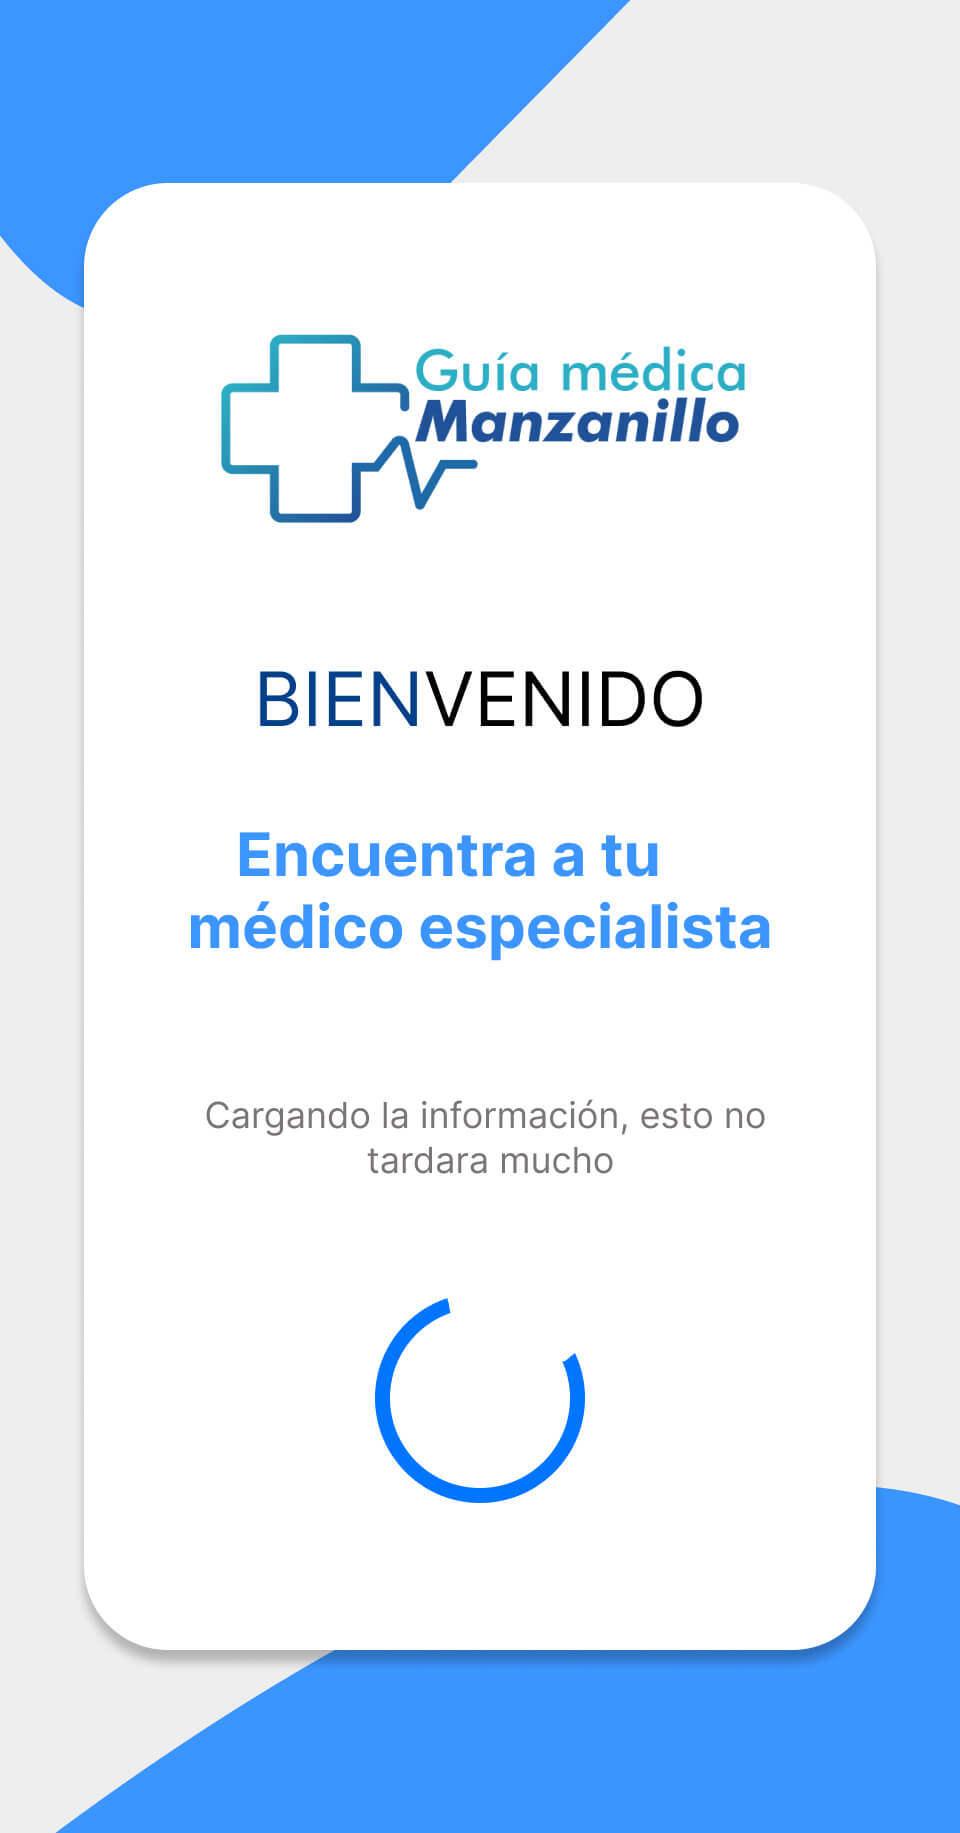 Guía médica
Manzanillo
BIENVENIDO
Encuentra a tu
médico especialista
Cargando la información, esto no
tardara mucho